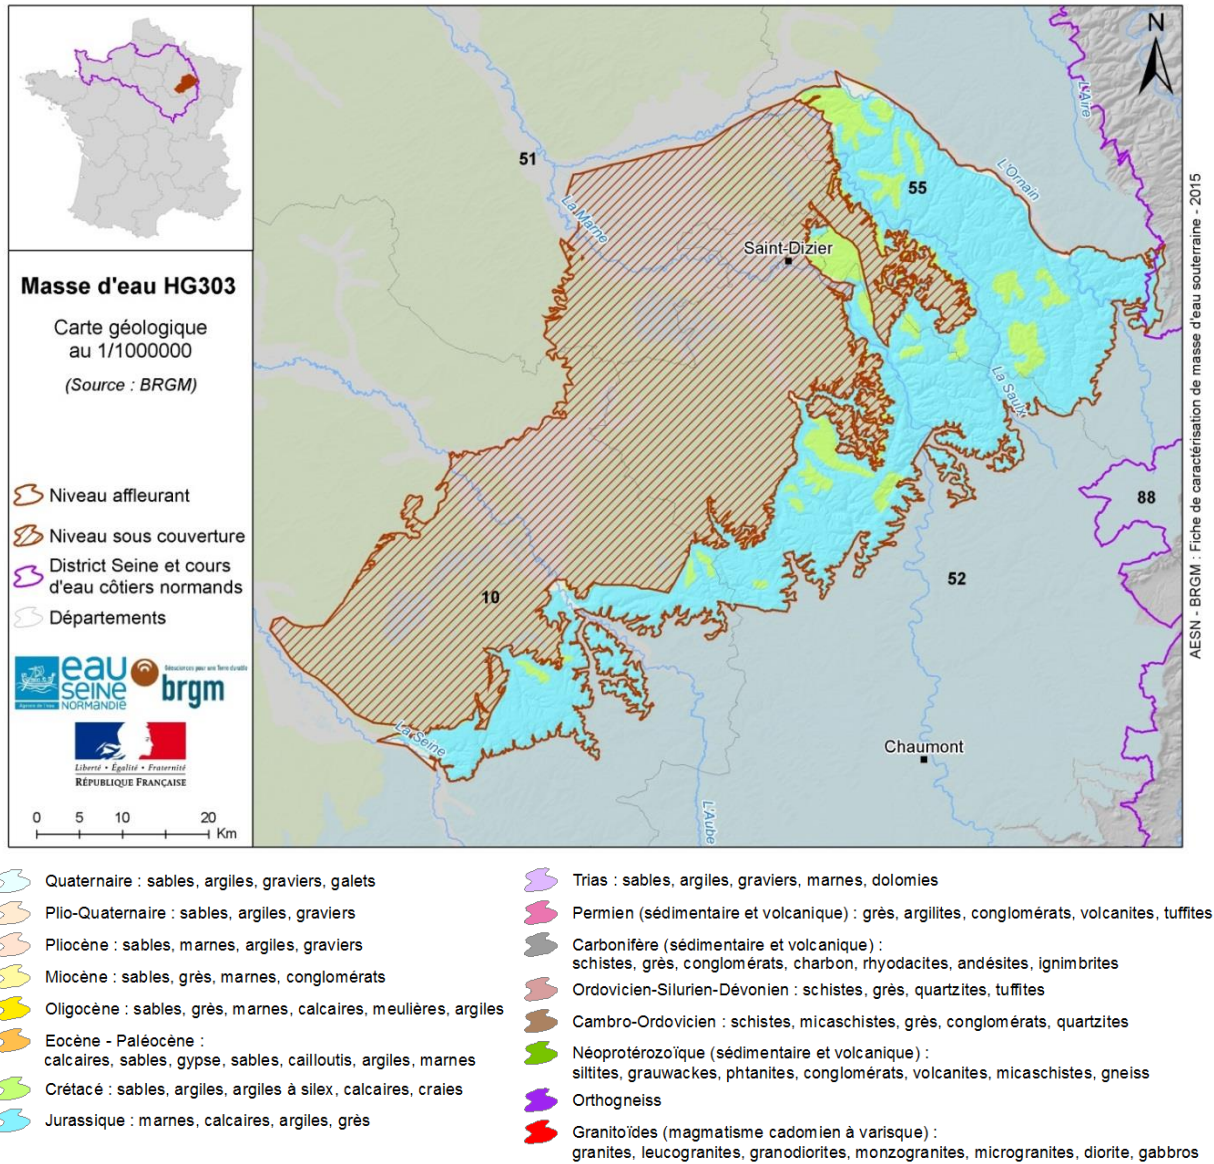 Masse d'eau HG303
Carte géologique
au 1/1000000
(Source : BRGM)
Niveau affleurant
Niveau sous couverture
District Seine et cours
d'eau côtiers normands
Départements
eau
SEINE
NORMANDIE
Géosciences pour une Terre durable
brgm
Liberté • Égalité • Fraternité
RÉPUBLIQUE FRANÇAISE
0 5 10 20
Km
N
51
55
10
52
88
La Marne
L'Ornain
L'Aire
La Saulx
La Seine
L'Aube
Saint-Dizier
Chaumont
AESN - BRGM : Fiche de caractérisation de masse d'eau souterraine - 2015
Quaternaire : sables, argiles, graviers, galets
Plio-Quaternaire : sables, argiles, graviers
Pliocène : sables, marnes, argiles, graviers
Miocène : sables, grès, marnes, conglomérats
Oligocène : sables, grès, marnes, calcaires, meulières, argiles
Eocène - Paléocène :
calcaires, sables, gypse, sables, cailloutis, argiles, marnes
Crétacé : sables, argiles, argiles à silex, calcaires, craies
Jurassique : marnes, calcaires, argiles, grès
Trias : sables, argiles, graviers, marnes, dolomies
Permien (sédimentaire et volcanique) : grès, argilites, conglomérats, volcanites, tuffites
Carbonifère (sédimentaire et volcanique) :
schistes, grès, conglomérats, charbon, rhyodacites, andésites, ignimbrites
Ordovicien-Silurien-Dévonien : schistes, grès, quartzites, tuffites
Cambro-Ordovicien : schistes, micaschistes, grès, conglomérats, quartzites
Néoprotérozoïque (sédimentaire et volcanique) :
siltites, grauwackes, phtanites, conglomérats, volcanites, micaschistes, gneiss
Orthogneiss
Granitoïdes (magmatisme cadomien à varisque) :
granites, leucogranites, granodiorites, monzogranites, microgranites, diorite, gabbros